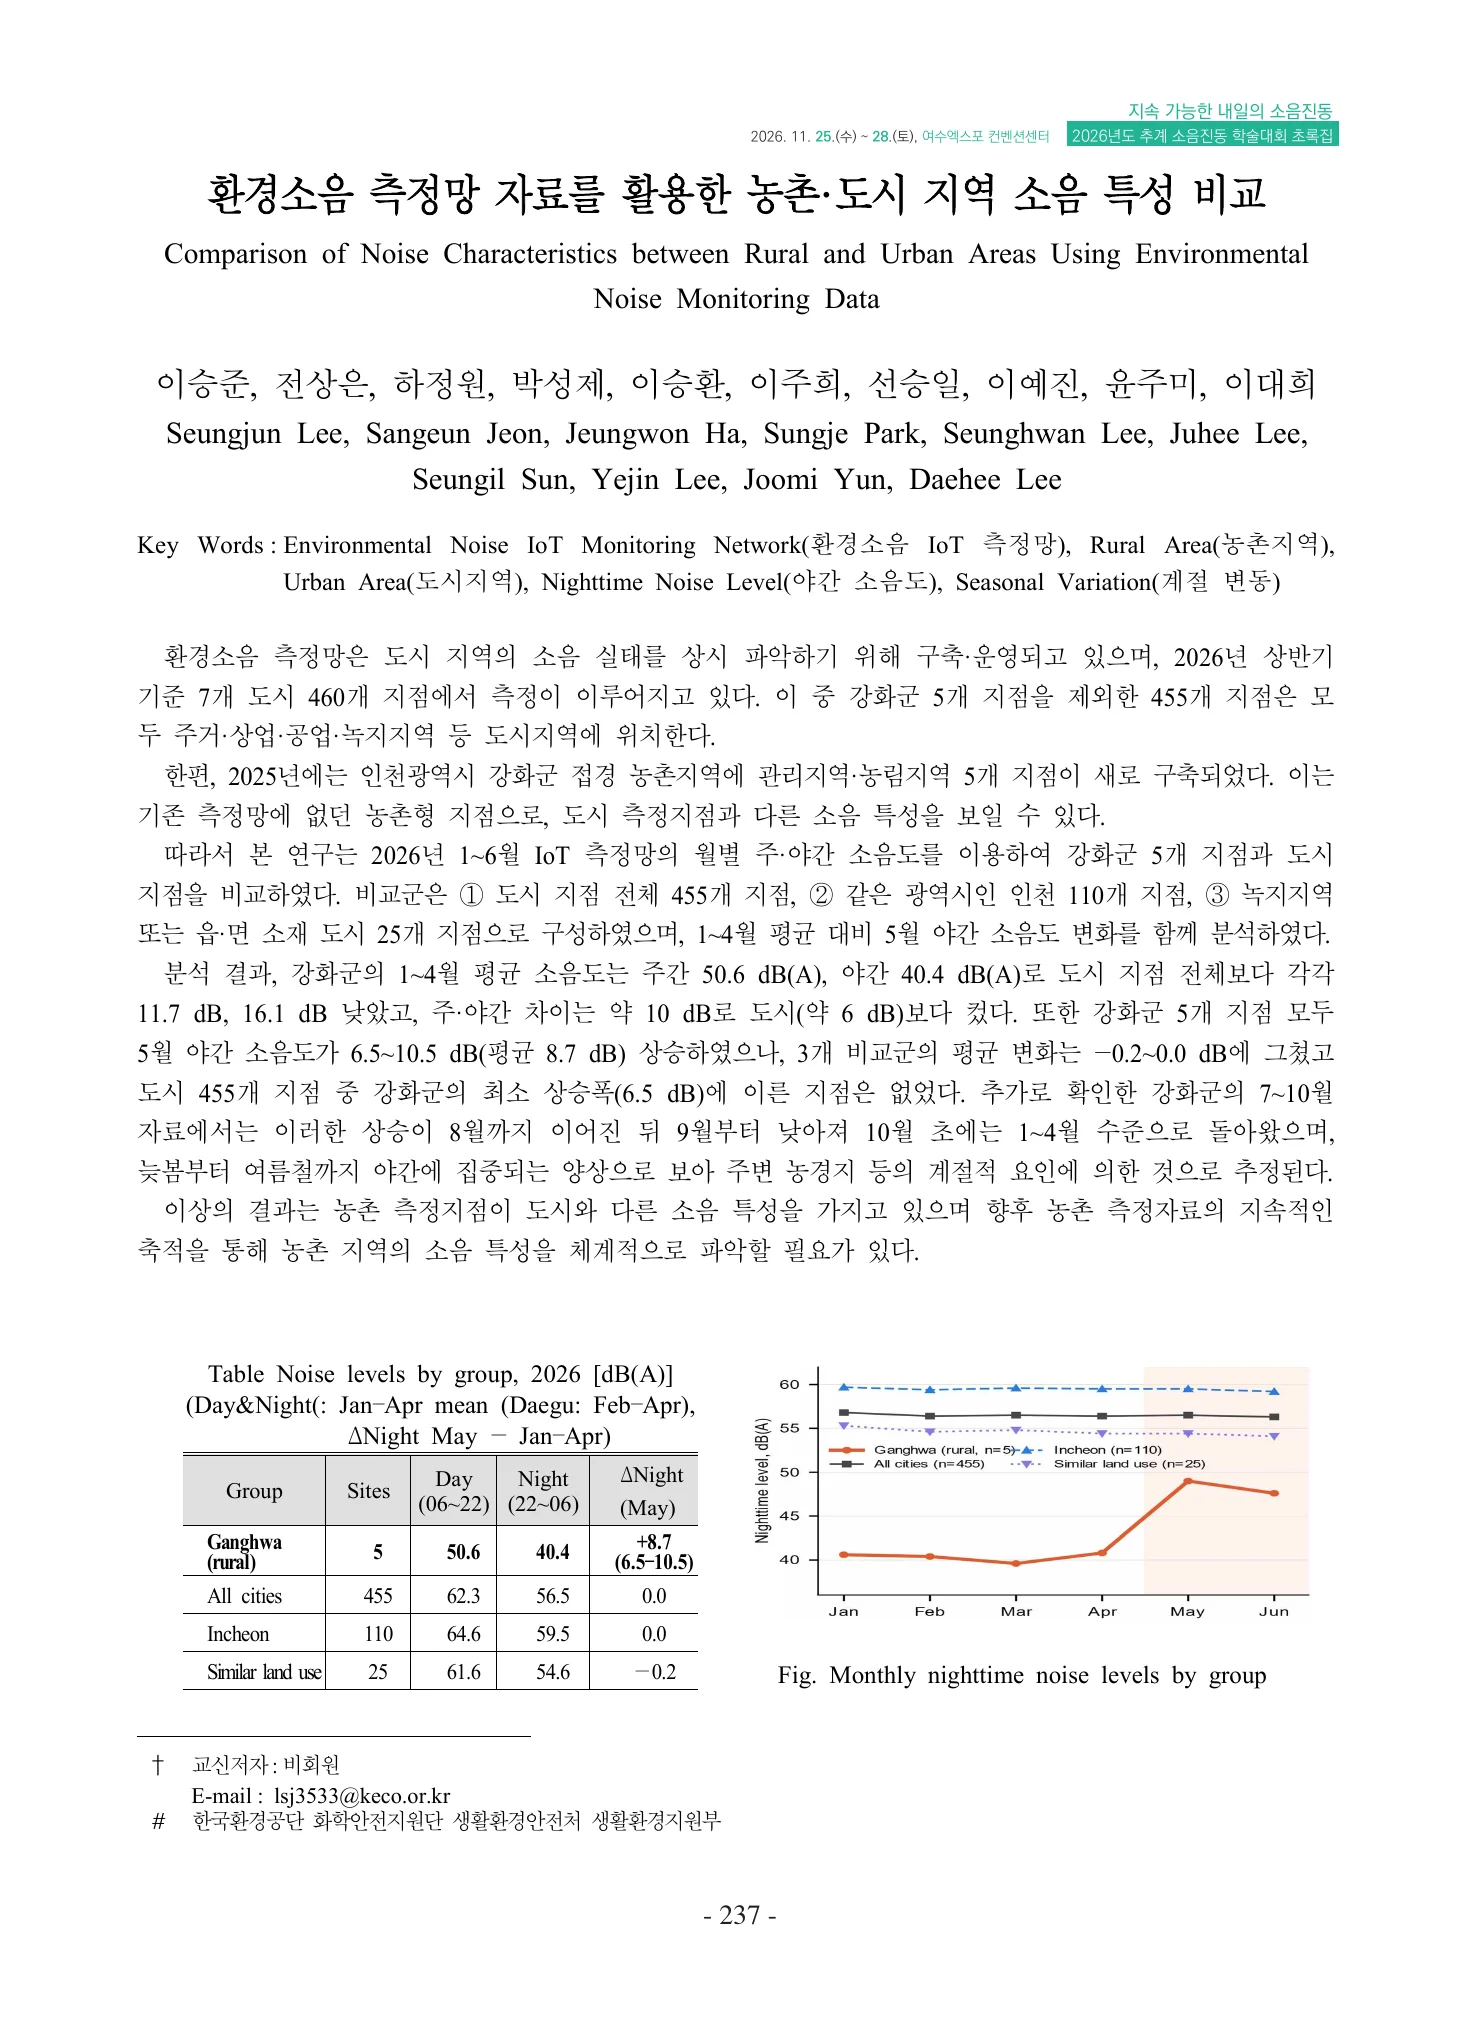 지속 가능한 내일의 소음진동
2026. 11. 25.(수) ~ 28.(토), 여수엑스포 컨벤션센터 2026년도 추계 소음진동 학술대회 초록집
환경소음 측정망 자료를 활용한 농촌·도시 지역 소음 특성 비교
Comparison of Noise Characteristics between Rural and Urban Areas Using Environmental
Noise Monitoring Data
이승준, 전상은, 하정원, 박성제, 이승환, 이주희, 선승일, 이예진, 윤주미, 이대희
Seungjun Lee, Sangeun Jeon, Jeungwon Ha, Sungje Park, Seunghwan Lee, Juhee Lee,
Seungil Sun, Yejin Lee, Joomi Yun, Daehee Lee
Key Words : Environmental Noise IoT Monitoring Network(환경소음 IoT 측정망), Rural Area(농촌지역),
Urban Area(도시지역), Nighttime Noise Level(야간 소음도), Seasonal Variation(계절 변동)
환경소음 측정망은 도시 지역의 소음 실태를 상시 파악하기 위해 구축·운영되고 있으며, 2026년 상반기
기준 7개 도시 460개 지점에서 측정이 이루어지고 있다. 이 중 강화군 5개 지점을 제외한 455개 지점은 모
두 주거·상업·공업·녹지지역 등 도시지역에 위치한다.
한편, 2025년에는 인천광역시 강화군 접경 농촌지역에 관리지역·농림지역 5개 지점이 새로 구축되었다. 이는
기존 측정망에 없던 농촌형 지점으로, 도시 측정지점과 다른 소음 특성을 보일 수 있다.
따라서 본 연구는 2026년 1~6월 IoT 측정망의 월별 주·야간 소음도를 이용하여 강화군 5개 지점과 도시
지점을 비교하였다. 비교군은 ① 도시 지점 전체 455개 지점, ② 같은 광역시인 인천 110개 지점, ③ 녹지지역
또는 읍·면 소재 도시 25개 지점으로 구성하였으며, 1~4월 평균 대비 5월 야간 소음도 변화를 함께 분석하였다.
분석 결과, 강화군의 1~4월 평균 소음도는 주간 50.6 dB(A), 야간 40.4 dB(A)로 도시 지점 전체보다 각각
11.7 dB, 16.1 dB 낮았고, 주·야간 차이는 약 10 dB로 도시(약 6 dB)보다 컸다. 또한 강화군 5개 지점 모두
5월 야간 소음도가 6.5~10.5 dB(평균 8.7 dB) 상승하였으나, 3개 비교군의 평균 변화는 −0.2~0.0 dB에 그쳤고
도시 455개 지점 중 강화군의 최소 상승폭(6.5 dB)에 이른 지점은 없었다. 추가로 확인한 강화군의 7~10월
자료에서는 이러한 상승이 8월까지 이어진 뒤 9월부터 낮아져 10월 초에는 1~4월 수준으로 돌아왔으며,
늦봄부터 여름철까지 야간에 집중되는 양상으로 보아 주변 농경지 등의 계절적 요인에 의한 것으로 추정된다.
이상의 결과는 농촌 측정지점이 도시와 다른 소음 특성을 가지고 있으며 향후 농촌 측정자료의 지속적인
축적을 통해 농촌 지역의 소음 특성을 체계적으로 파악할 필요가 있다.
Table Noise levels by group, 2026 [dB(A)]
(Day&Night(: Jan−Apr mean (Daegu: Feb−Apr),
ΔNight May − Jan−Apr)
Group Sites Day (06~22) Night (22~06) ΔNight (May)
Ganghwa (rural) 5 50.6 40.4 +8.7 (6.5−10.5)
All cities 455 62.3 56.5 0.0
Incheon 110 64.6 59.5 0.0
Similar land use 25 61.6 54.6 −0.2
Nighttime level, dB(A)
60
55
50
45
40
Ganghwa (rural, n=5) Incheon (n=110)
All cities (n=455) Similar land use (n=25)
Jan Feb Mar Apr May Jun
Fig. Monthly nighttime noise levels by group
† 교신저자 : 비회원
E-mail : lsj3533@keco.or.kr
# 한국환경공단 화학안전지원단 생활환경안전처 생활환경지원부
- 237 -